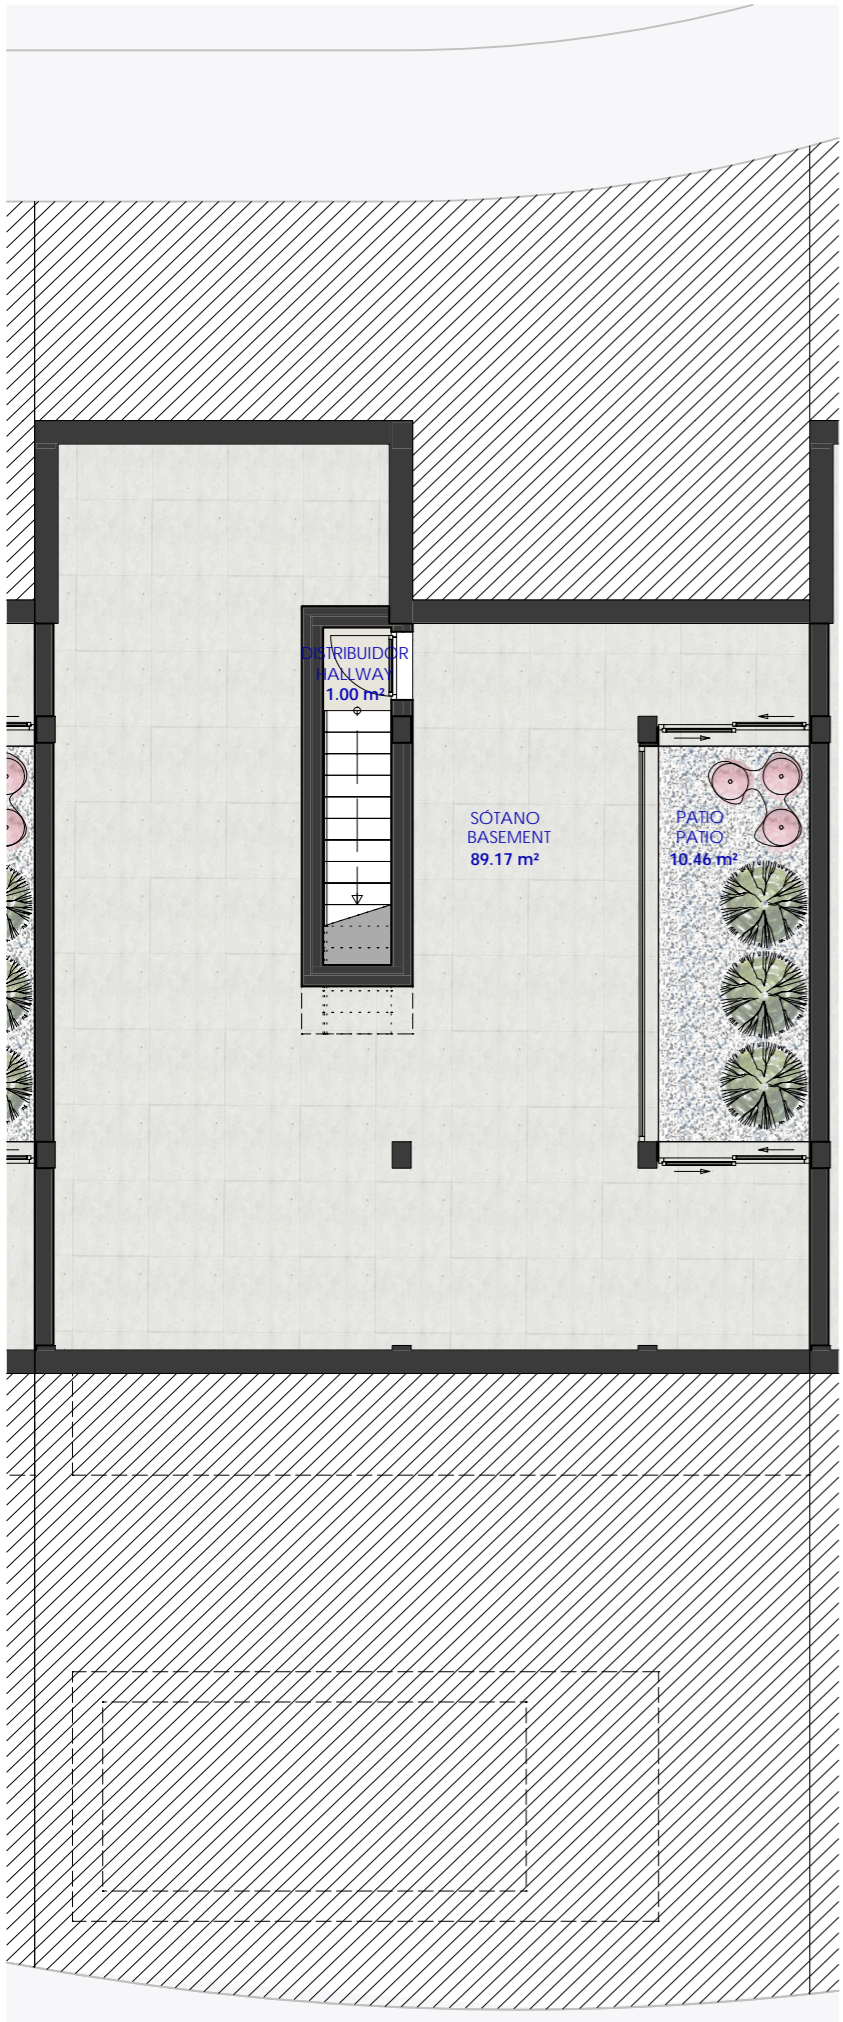 DISTRIBUIDOR
HALLWAY
1.00 m²
SÓTANO
BASEMENT
89.17 m²
PATIO
PATIO
10.46 m²